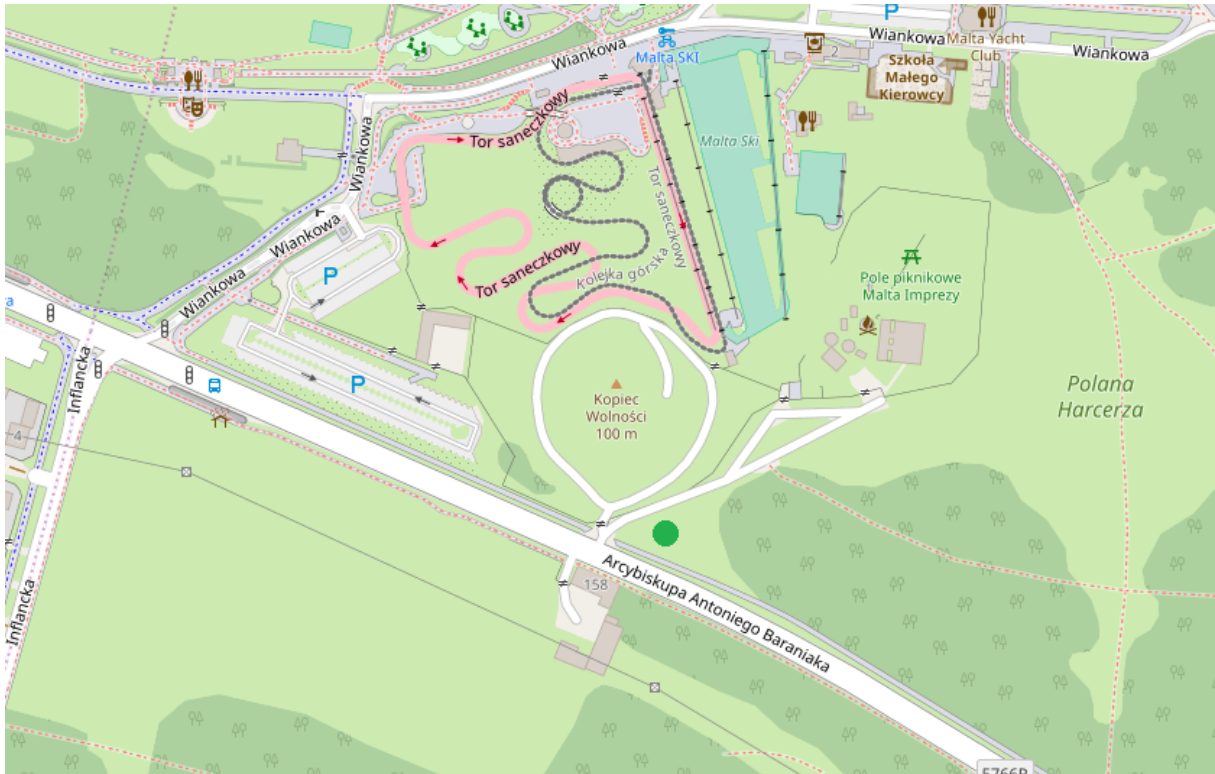 P
Malta Yacht
Club
Wiankowa
Wiankowa
Wiankowa
Malta SKI
2
Szkoła
Małego
Kierowcy
Tor saneczkowy
Malta Ski
Wiankowa
Tor saneczkowy
Wiankowa
Tor saneczkowy
Kolejka górska
P
Wiankowa
Pole piknikowe
Malta Imprezy
a
Inflancka
P
Kopiec
Wolności
100 m
Polana
Harcerza
4
158
Arcybiskupa Antoniego Baraniaka
Inflancka